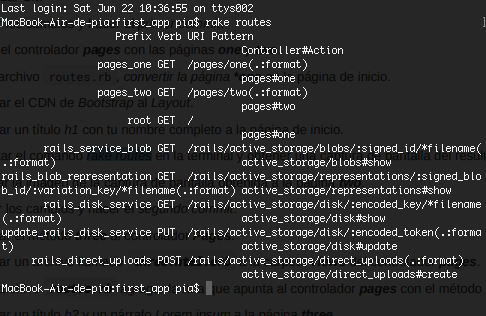 Last login: Sat Jun 22 10:36:55 on ttys002
MacBook-Air-de-pia:first_app pia$ rake routes
Prefix Verb URI Pattern
Controller#Action
pages_one GET /pages/one(.:format)
pages#one
pages_two GET /pages/two(.:format)
pages#two
root GET /
pages#one
rails_service_blob GET /rails/active_storage/blobs/:signed_id/*filename(
.:format) active_storage/blobs#show
rails_blob_representation GET /rails/active_storage/representations/:signed_blo
b_id/:variation_key/*filename(.:format) active_storage/representations#show
rails_disk_service GET /rails/active_storage/disk/:encoded_key/*filename
(.:format) active_storage/disk#show
update_rails_disk_service PUT /rails/active_storage/disk/:encoded_token(.:forma
t) active_storage/disk#update
rails_direct_uploads POST /rails/active_storage/direct_uploads(.:format)
active_storage/direct_uploads#create
MacBook-Air-de-pia:first_app pia$